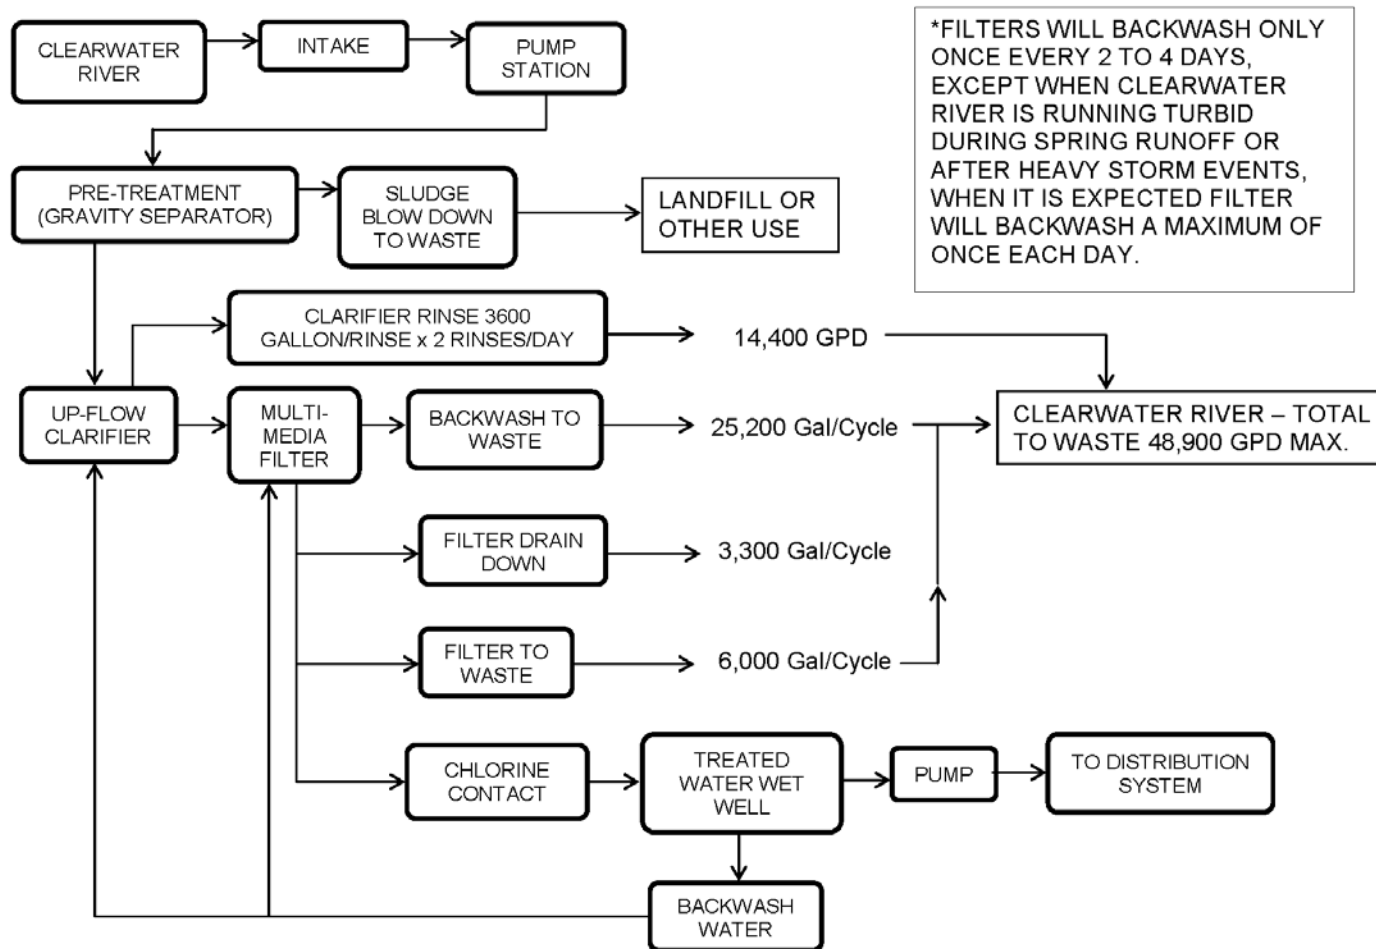 CLEARWATER
RIVER
INTAKE
PUMP
STATION
*FILTERS WILL BACKWASH ONLY
ONCE EVERY 2 TO 4 DAYS,
EXCEPT WHEN CLEARWATER
RIVER IS RUNNING TURBID
DURING SPRING RUNOFF OR
AFTER HEAVY STORM EVENTS,
WHEN IT IS EXPECTED FILTER
WILL BACKWASH A MAXIMUM OF
ONCE EACH DAY.
PRE-TREATMENT
(GRAVITY SEPARATOR)
SLUDGE
BLOW DOWN
TO WASTE
LANDFILL OR
OTHER USE
CLARIFIER RINSE 3600
GALLON/RINSE x 2 RINSES/DAY
14,400 GPD
UP-FLOW
CLARIFIER
MULTI-
MEDIA
FILTER
BACKWASH TO
WASTE
25,200 Gal/Cycle
CLEARWATER RIVER – TOTAL
TO WASTE 48,900 GPD MAX.
FILTER DRAIN
DOWN
3,300 Gal/Cycle
FILTER TO
WASTE
6,000 Gal/Cycle
CHLORINE
CONTACT
TREATED
WATER WET
WELL
PUMP
TO DISTRIBUTION
SYSTEM
BACKWASH
WATER